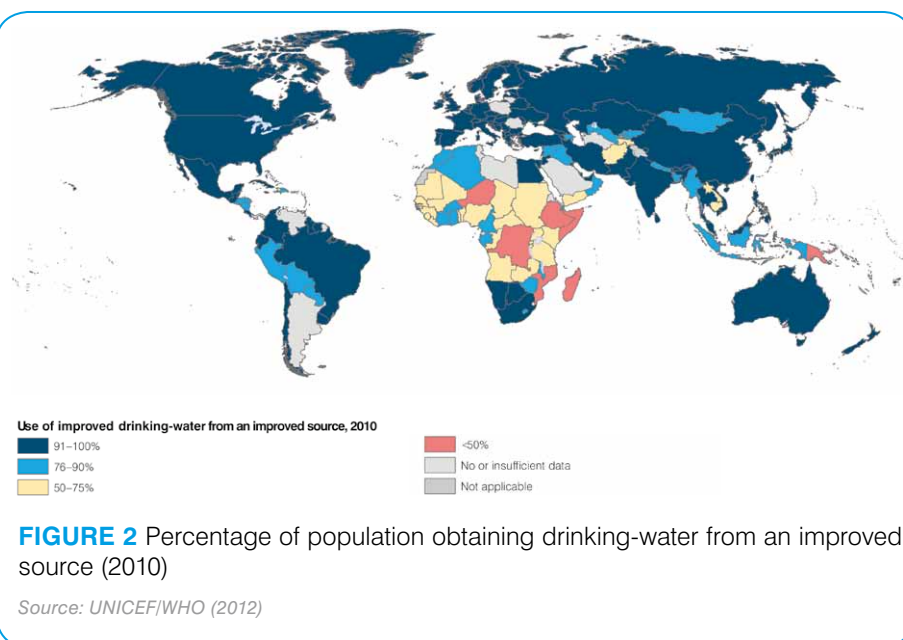 Use of improved drinking-water from an improved source, 2010
91–100%
76–90%
50–75%
<50%
No or insufficient data
Not applicable
FIGURE 2 Percentage of population obtaining drinking-water from an improved
source (2010)
Source: UNICEF/WHO (2012)